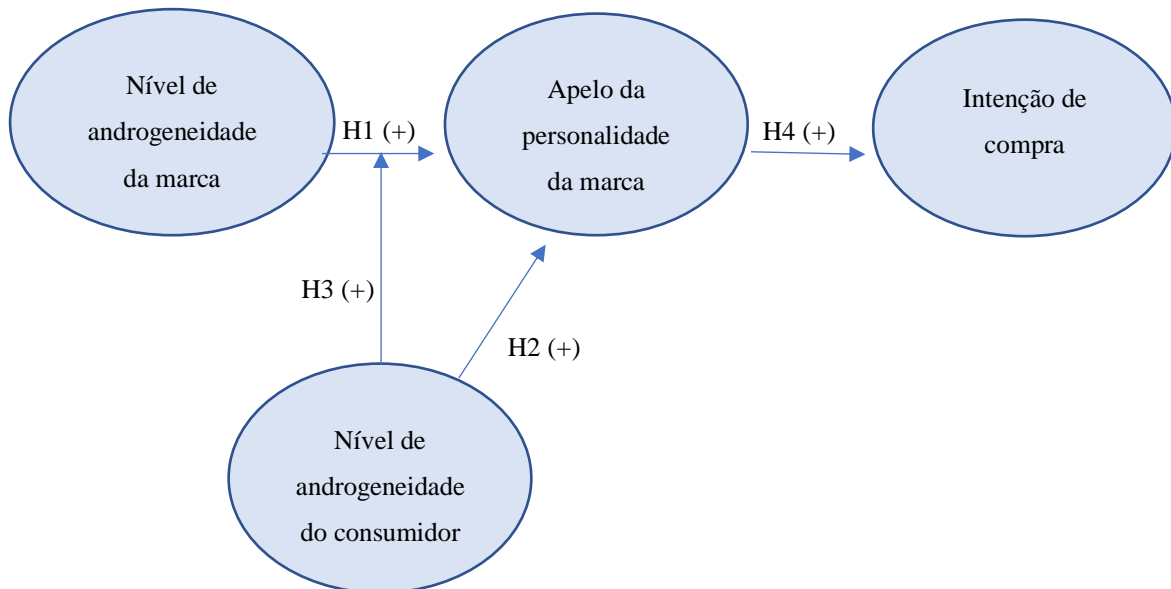 Nível de
androgeneidade
da marca
H1 (+)
Apelo da
personalidade
da marca
H4 (+)
Intenção de
compra
H3 (+)
H2 (+)
Nível de
androgeneidade
do consumidor